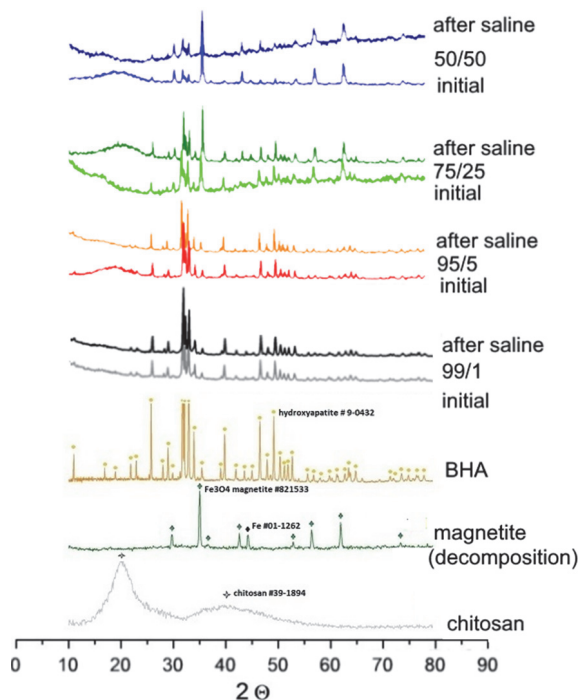 after saline
50/50
initial
after saline
75/25
initial
after saline
95/5
initial
after saline
99/1
initial
hydroxyapatite # 9-0432
BHA
Fe3O4 magnetite #821533
Fe #01-1262
magnetite
(decomposition)
chitosan #39-1894
chitosan
0 10 20 30 40 50 60 70 80 90
2 Θ